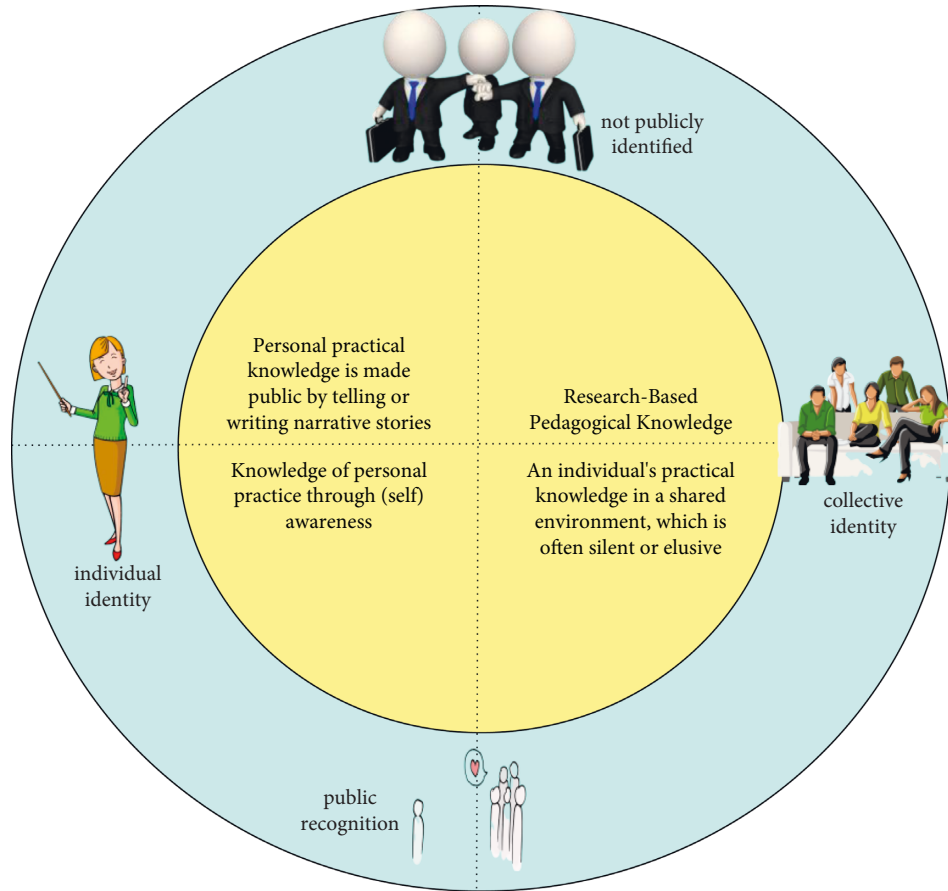 not publicly
identified
Personal practical
knowledge is made
public by telling or
writing narrative stories
Research-Based
Pedagogical Knowledge
Knowledge of personal
practice through (self)
awareness
An individual's practical
knowledge in a shared
environment, which is
often silent or elusive
collective
identity
individual
identity
public
recognition